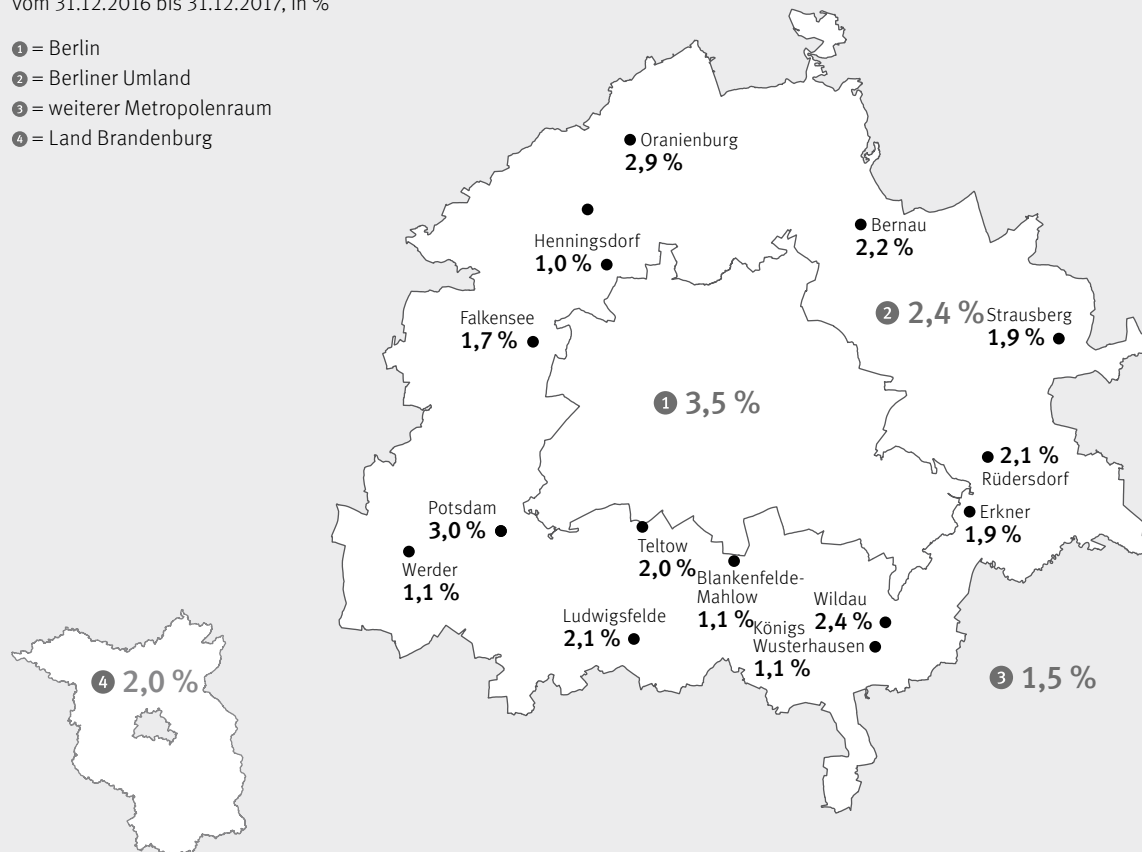 vom 31.12.2016 bis 31.12.2017, in %
1 = Berlin
2 = Berliner Umland
3 = weiterer Metropolenraum
4 = Land Brandenburg
Oranienburg
2,9 %
Henningsdorf
1,0 %
Bernau
2,2 %
Falkensee
1,7 %
2 2,4 %
Strausberg
1,9 %
1 3,5 %
2,1 %
Rüdersdorf
Potsdam
3,0 %
Erkner
1,9 %
Werder
1,1 %
Teltow
2,0 %
Blankenfelde-
Mahlow
1,1 %
Ludwigsfelde
2,1 %
Wildau
2,4 %
Königs
Wusterhausen
1,1 %
3 1,5 %
4 2,0 %